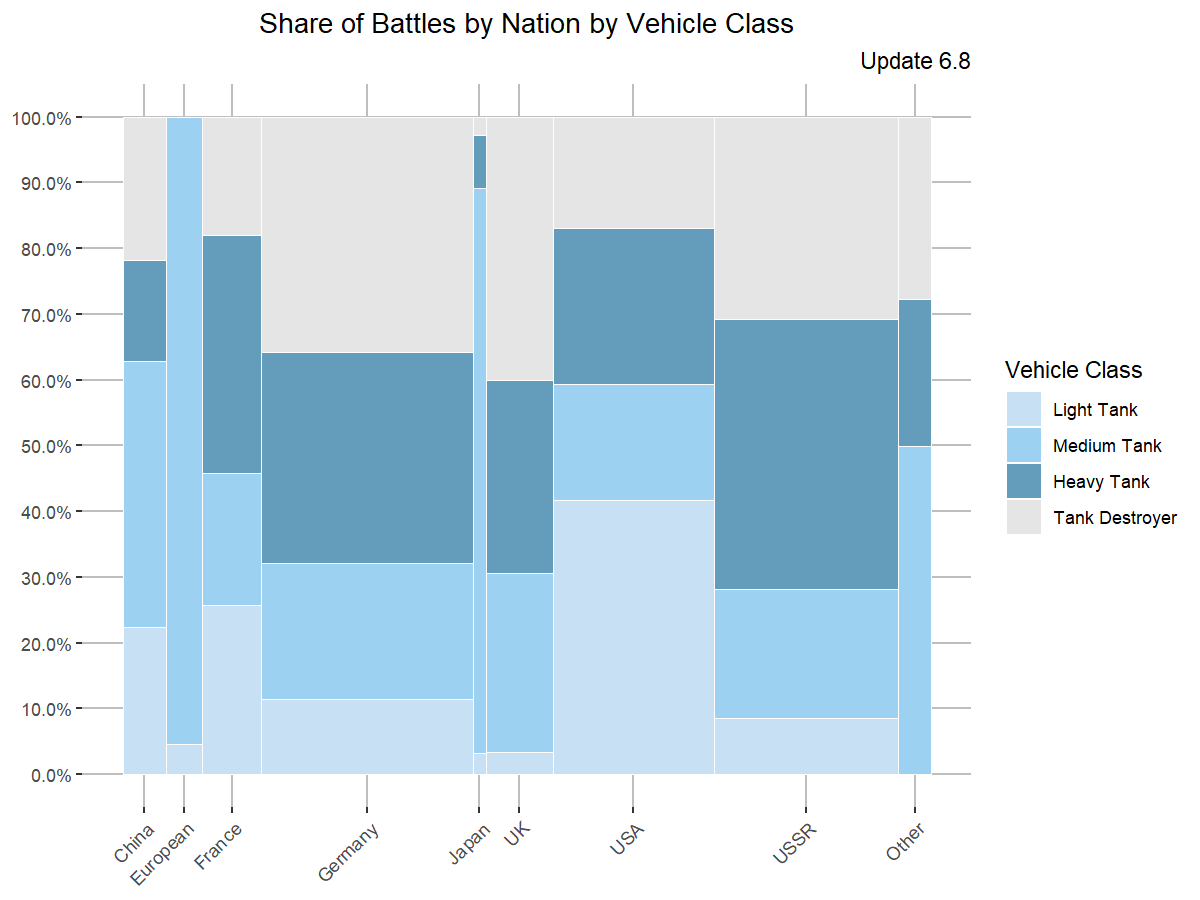 Share of Battles by Nation by Vehicle Class
Update 6.8
100.0%
90.0%
80.0%
70.0%
60.0%
50.0%
40.0%
30.0%
20.0%
10.0%
0.0%
China
European
France
Germany
Japan
UK
USA
USSR
Other
Vehicle Class
Light Tank
Medium Tank
Heavy Tank
Tank Destroyer